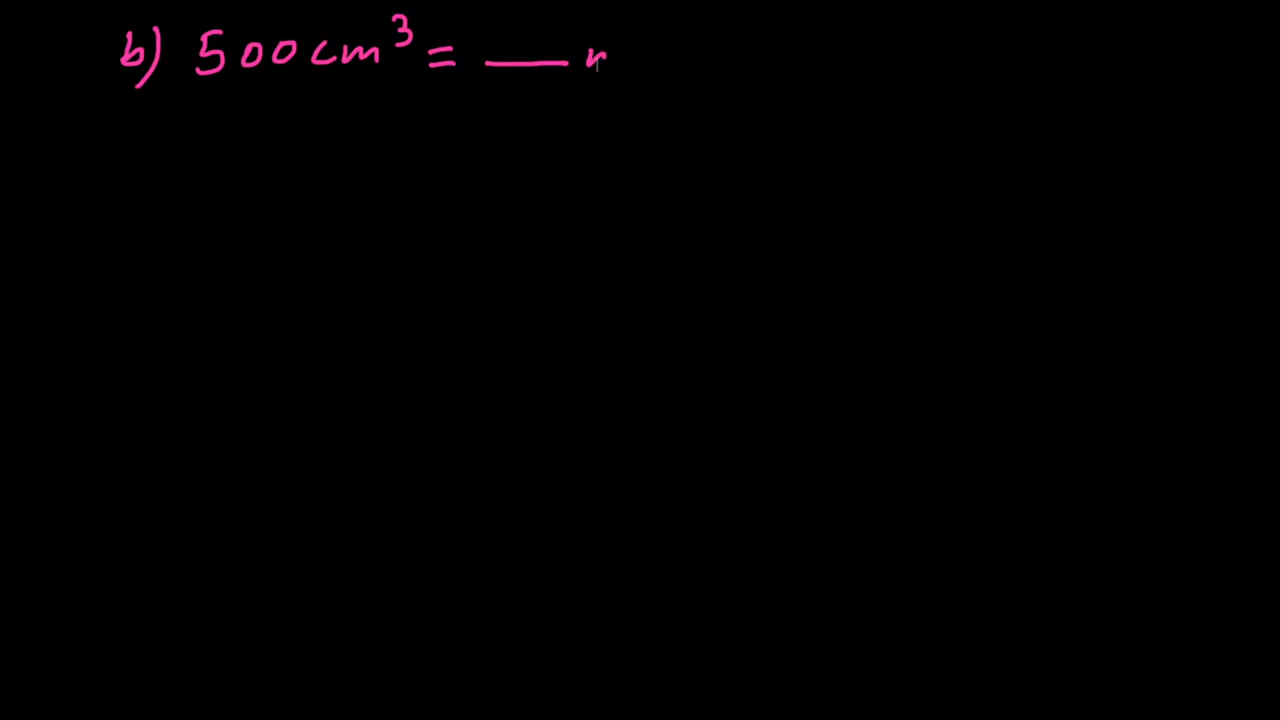 b) 500cm³ = ___